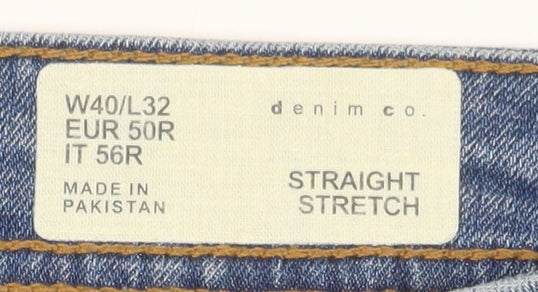 W40/L32
EUR 50R
IT 56R
MADE IN
PAKISTAN
denim co.
STRAIGHT
STRETCH